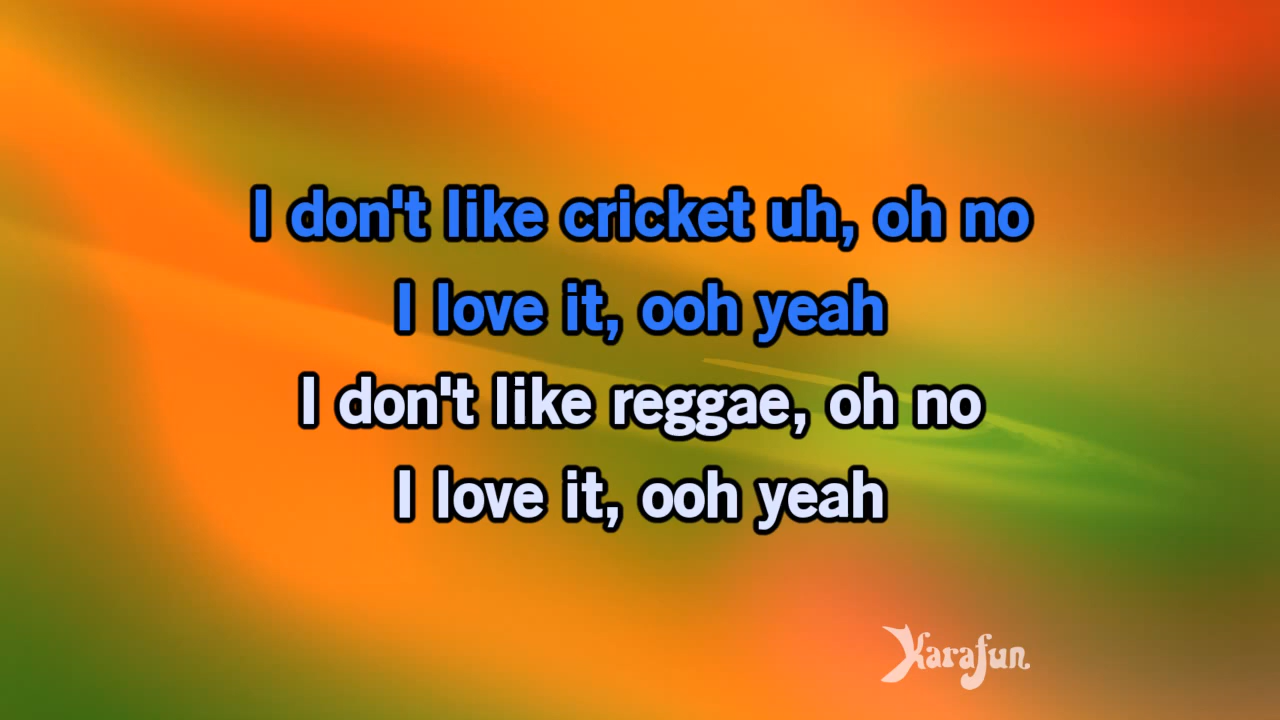 I don't like cricket uh, oh no
I love it, ooh yeah
I don't like reggae, oh no
I love it, ooh yeah
Karafun